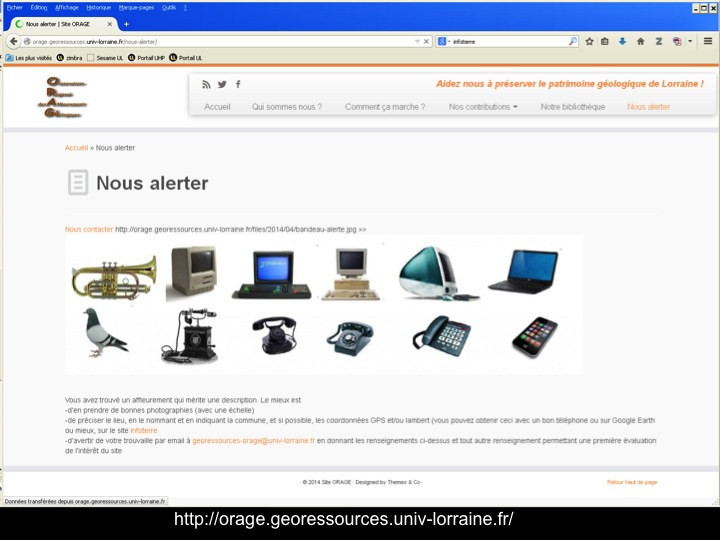 Fichier Édition Affichage Historique Marque-pages Outils ?
Nous alerter | Site ORAGE
orage.georessources.univ-lorraine.fr/nous-alerter/
infoterre
Les plus visités zimbra Sesame UL Portail UHP Portail UL
Aidez nous à préserver le patrimoine géologique de Lorraine !
Accueil Qui sommes nous ? Comment ça marche ? Nos contributions Notre bibliothèque Nous alerter
Accueil » Nous alerter
Nous alerter
Nous contacter http://orage.georessources.univ-lorraine.fr/files/2014/04/bandeau-alerte.jpg >>
Vous avez trouvé un affleurement qui mérite une description. Le mieux est
-d'en prendre de bonnes photographies (avec une échelle)
-de préciser le lieu, en le nommant et en indiquant la commune, et si possible, les coordonnées GPS et/ou lambert (vous pouvez obtenir ceci avec un bon téléphone ou sur Google Earth
ou mieux, sur le site Infoterre
-d'avertir de votre trouvaille par email à georessources-orage@univ-lorraine.fr en donnant les renseignements ci-dessus et tout autre renseignement permettant une première évaluation
de l'intérêt du site
· © 2014 Site ORAGE · Designed by Themes & Co ·
Retour haut de page
Données transférées depuis orage.georessources.univ-lorraine.fr
http://orage.georessources.univ-lorraine.fr/